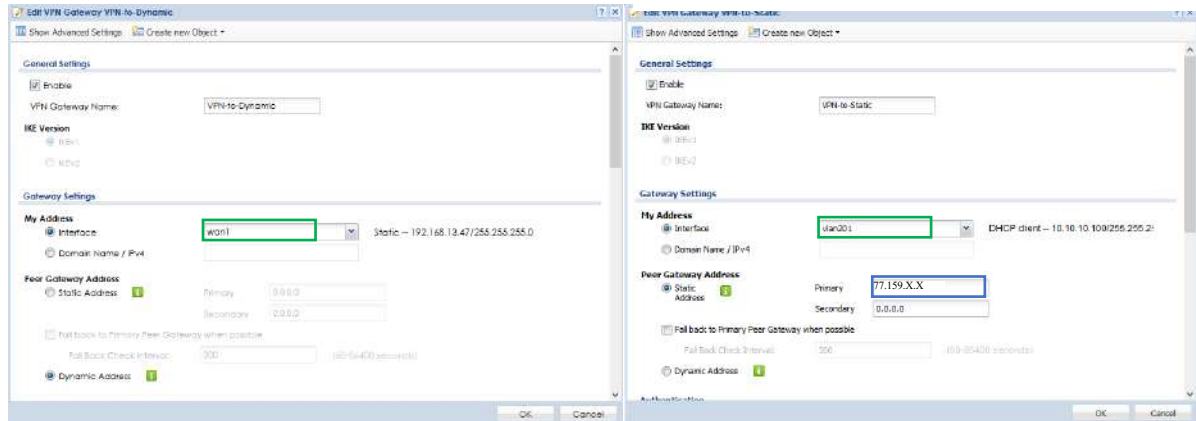 Edit VPN Gateway VPN-to-Dynamic
Show Advanced Settings Create new Object
General Settings
Enable
VPN Gateway Name: VPN-to-Dynamic
IKE Version
IKEv1
IKEv2
Gateway Settings
My Address
Interface wan1 Static -- 192.168.13.47/255.255.255.0
Domain Name / IPv4
Peer Gateway Address
Static Address Primary 0.0.0.0
Secondary 0.0.0.0
Fall back to Primary Peer Gateway when possible
Fall Back Check Interval: 300 (60-86400 seconds)
Dynamic Address
OK Cancel
Edit VPN Gateway VPN-to-Static
Show Advanced Settings Create new Object
General Settings
Enable
VPN Gateway Name: VPN-to-Static
IKE Version
IKEv1
IKEv2
Gateway Settings
My Address
Interface vlan201 DHCP client -- 10.10.10.100/255.255.2
Domain Name / IPv4
Peer Gateway Address
Static Primary 77.159.X.X
Address
Secondary 0.0.0.0
Fall back to Primary Peer Gateway when possible
Fall Back Check Interval: 300 (60-86400 seconds)
Dynamic Address
Authentication
OK Cancel